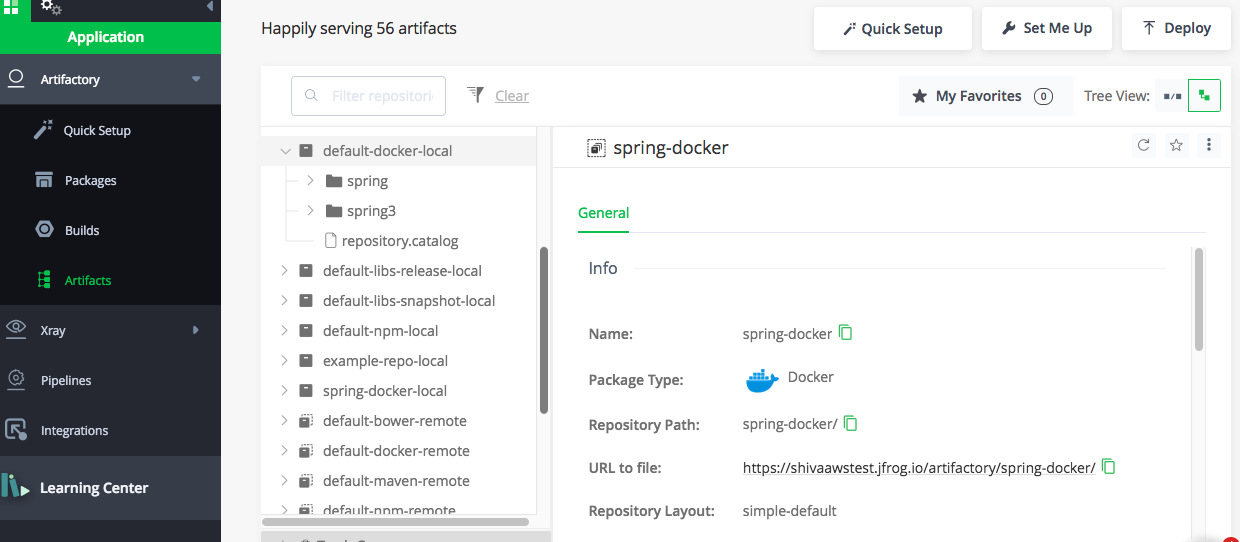 Happily serving 56 artifacts
Quick Setup
Set Me Up
Deploy
Application
Artifactory
Quick Setup
Packages
Builds
Artifacts
Xray
Pipelines
Integrations
Learning Center
Filter repositori
Clear
My Favorites 0
Tree View:
default-docker-local
spring
spring3
repository.catalog
default-libs-release-local
default-libs-snapshot-local
default-npm-local
example-repo-local
spring-docker-local
default-bower-remote
default-docker-remote
default-maven-remote
default-npm-remote
spring-docker
General
Info
Name: spring-docker
Package Type: Docker
Repository Path: spring-docker/
URL to file: https://shivaawstest.jfrog.io/artifactory/spring-docker/
Repository Layout: simple-default